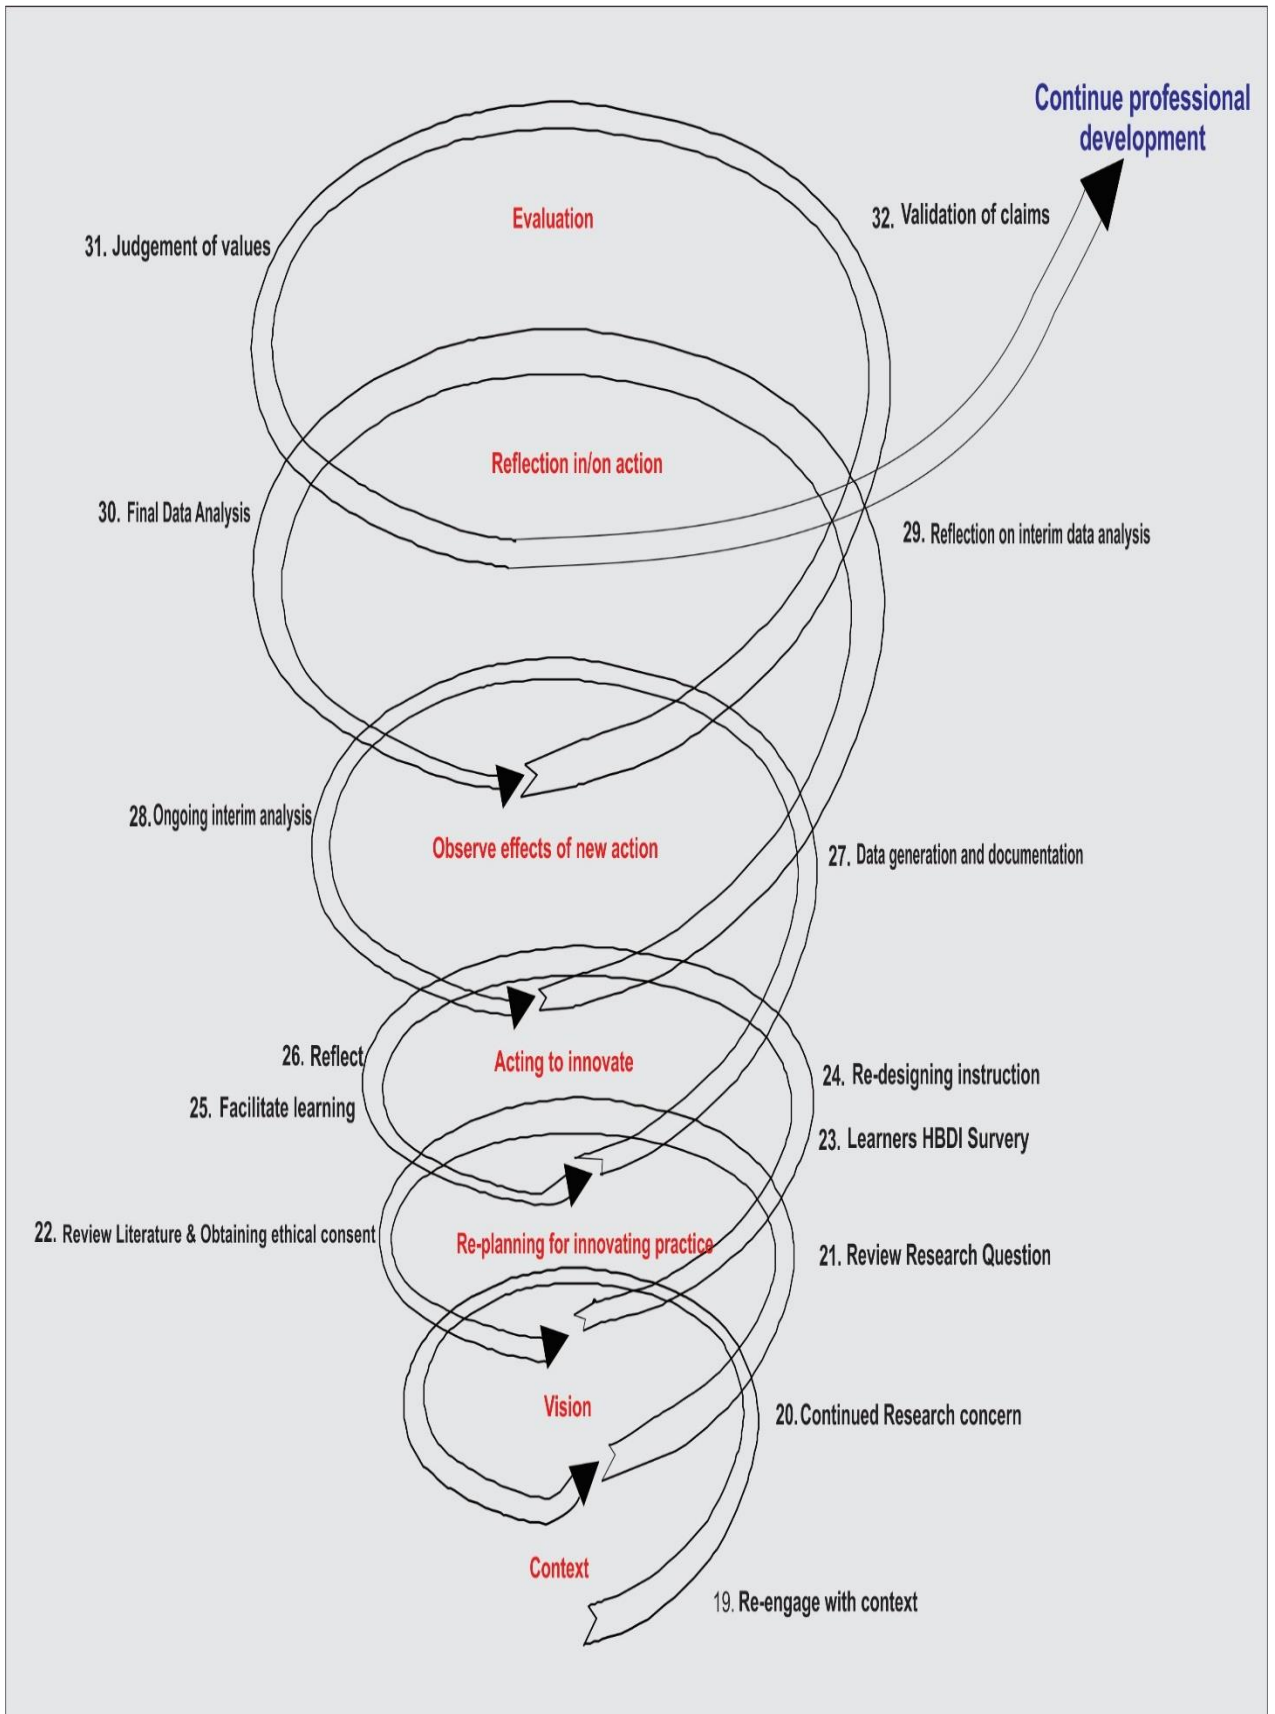 Continue professional
development
32. Validation of claims
Evaluation
31. Judgement of values
Reflection in/on action
30. Final Data Analysis
29. Reflection on interim data analysis
28.Ongoing interim analysis
Observe effects of new action
27. Data generation and documentation
26. Reflect
Acting to innovate
24. Re-designing instruction
25. Facilitate learning
23. Learners HBDI Survery
22. Review Literature & Obtaining ethical consent
Re-planning for innovating practice
21. Review Research Question
Vision
20.Continued Research concern
Context
19. Re-engage with context